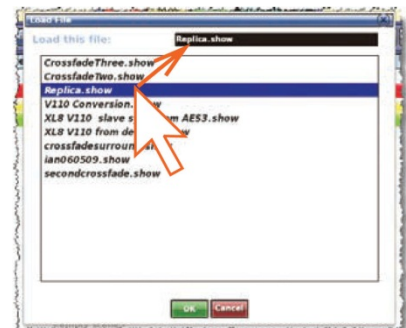 Load File
Load this file: Replica.show
CrossfadeThree.show
CrossfadeTwo.show
Replica.show
V110 Conversion.
XL8 V110 slave AES3.show
XL8 V110 from
crossfadesurroun
ian060509.show
secondcrossfade.show
OK Cancel